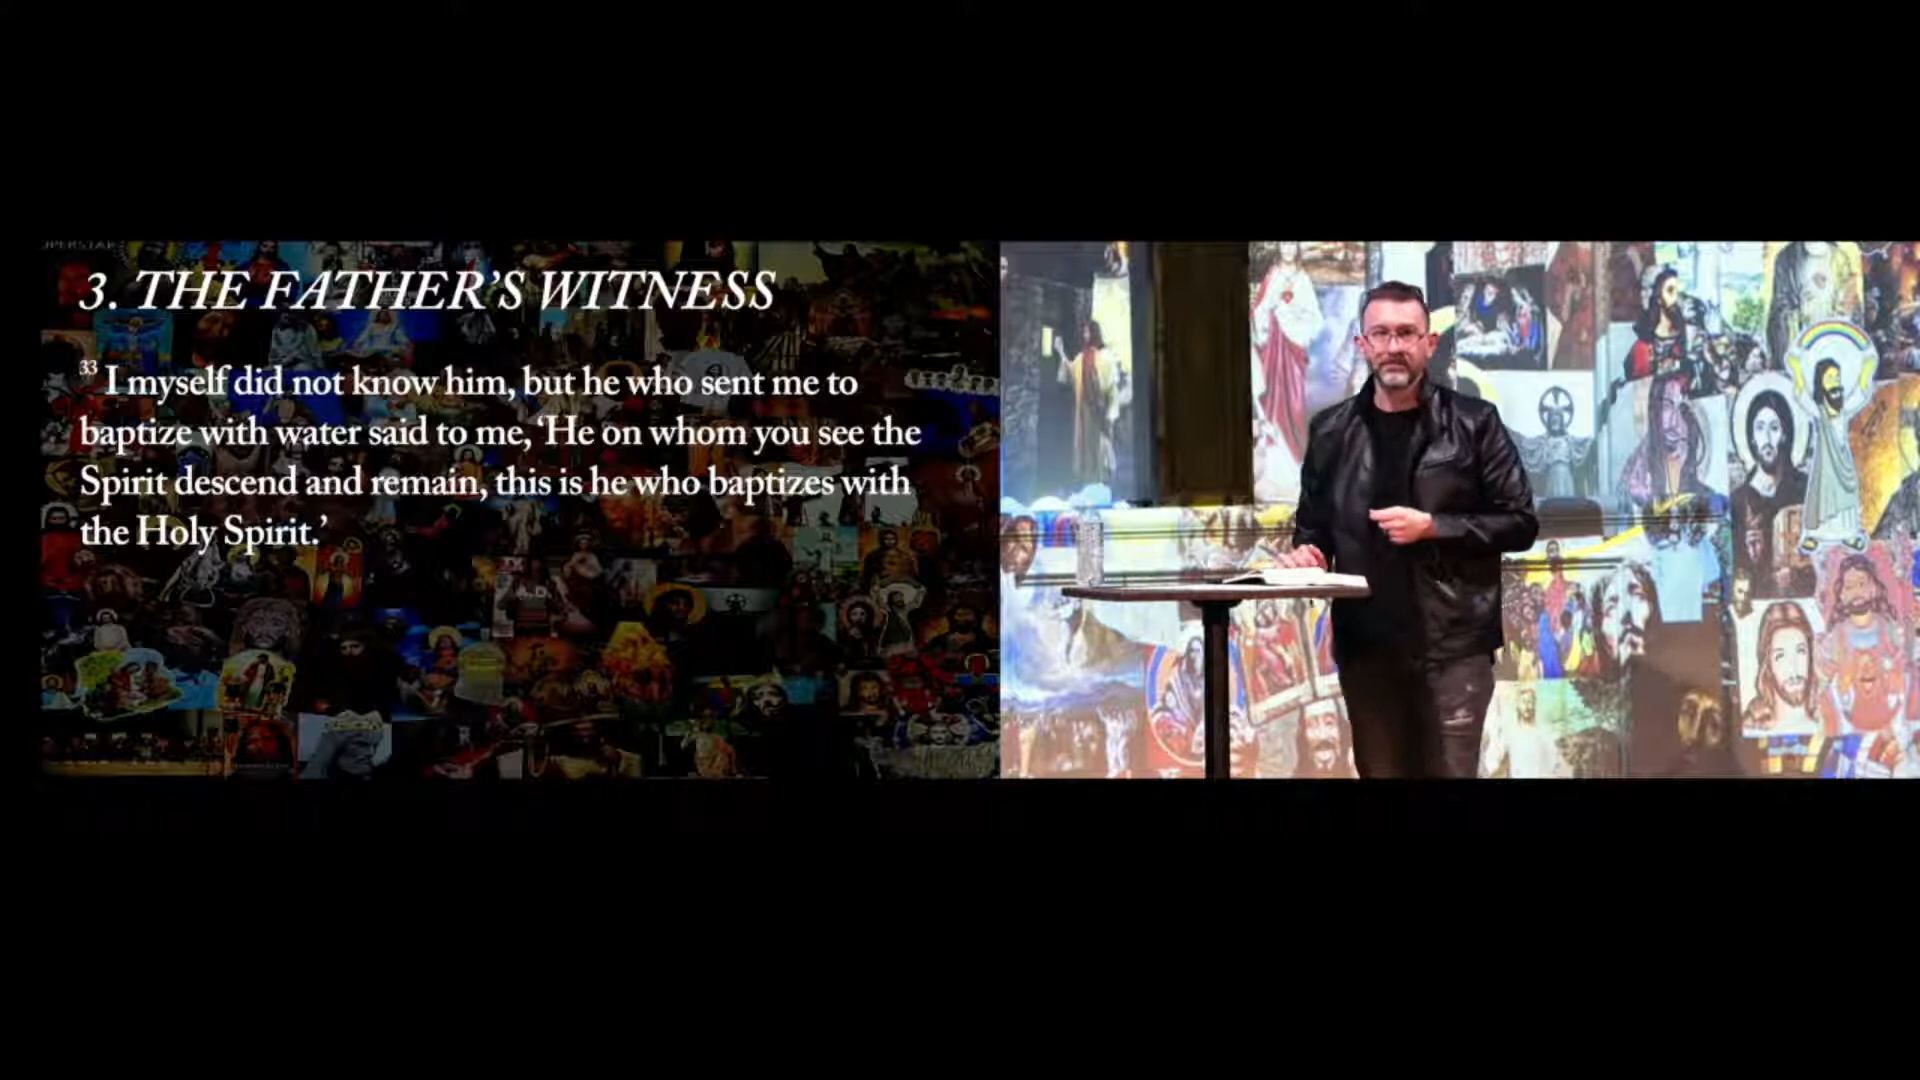 3. THE FATHER’S WITNESS
33 I myself did not know him, but he who sent me to
baptize with water said to me, ‘He on whom you see the
Spirit descend and remain, this is he who baptizes with
the Holy Spirit.’
A.D.